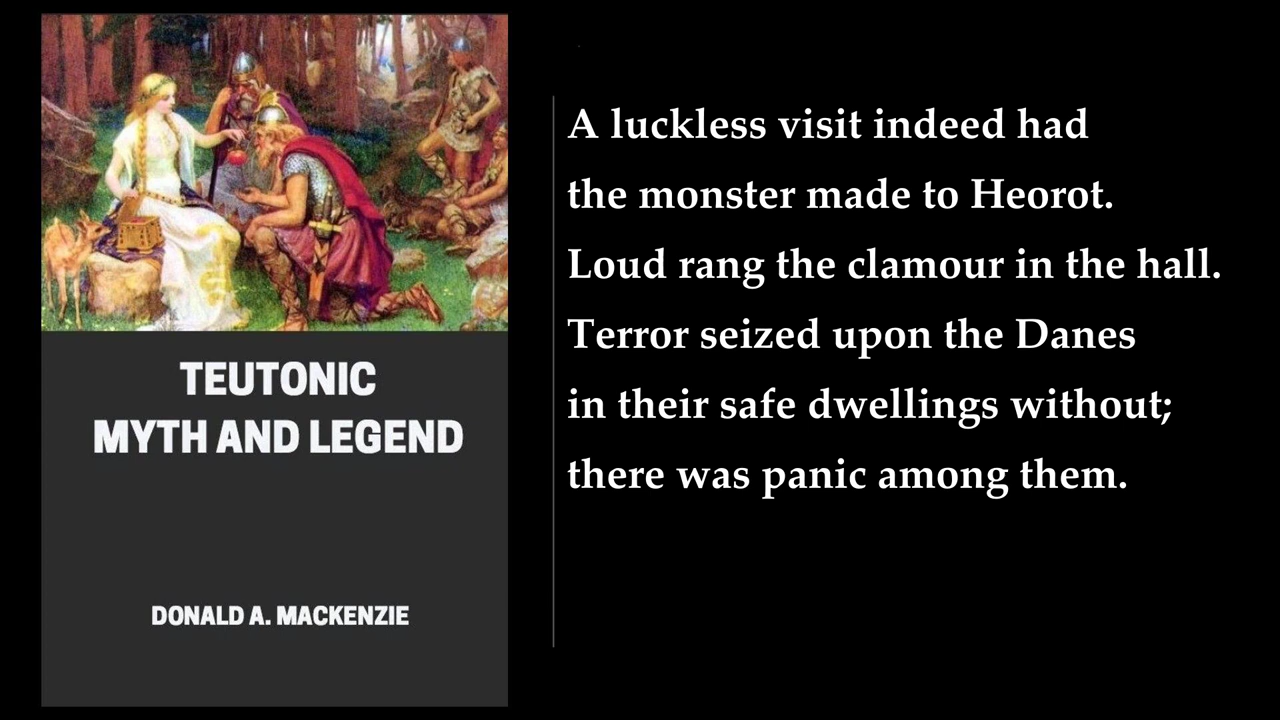 TEUTONIC
MYTH AND LEGEND
DONALD A. MACKENZIE
A luckless visit indeed had
the monster made to Heorot.
Loud rang the clamour in the hall.
Terror seized upon the Danes
in their safe dwellings without;
there was panic among them.